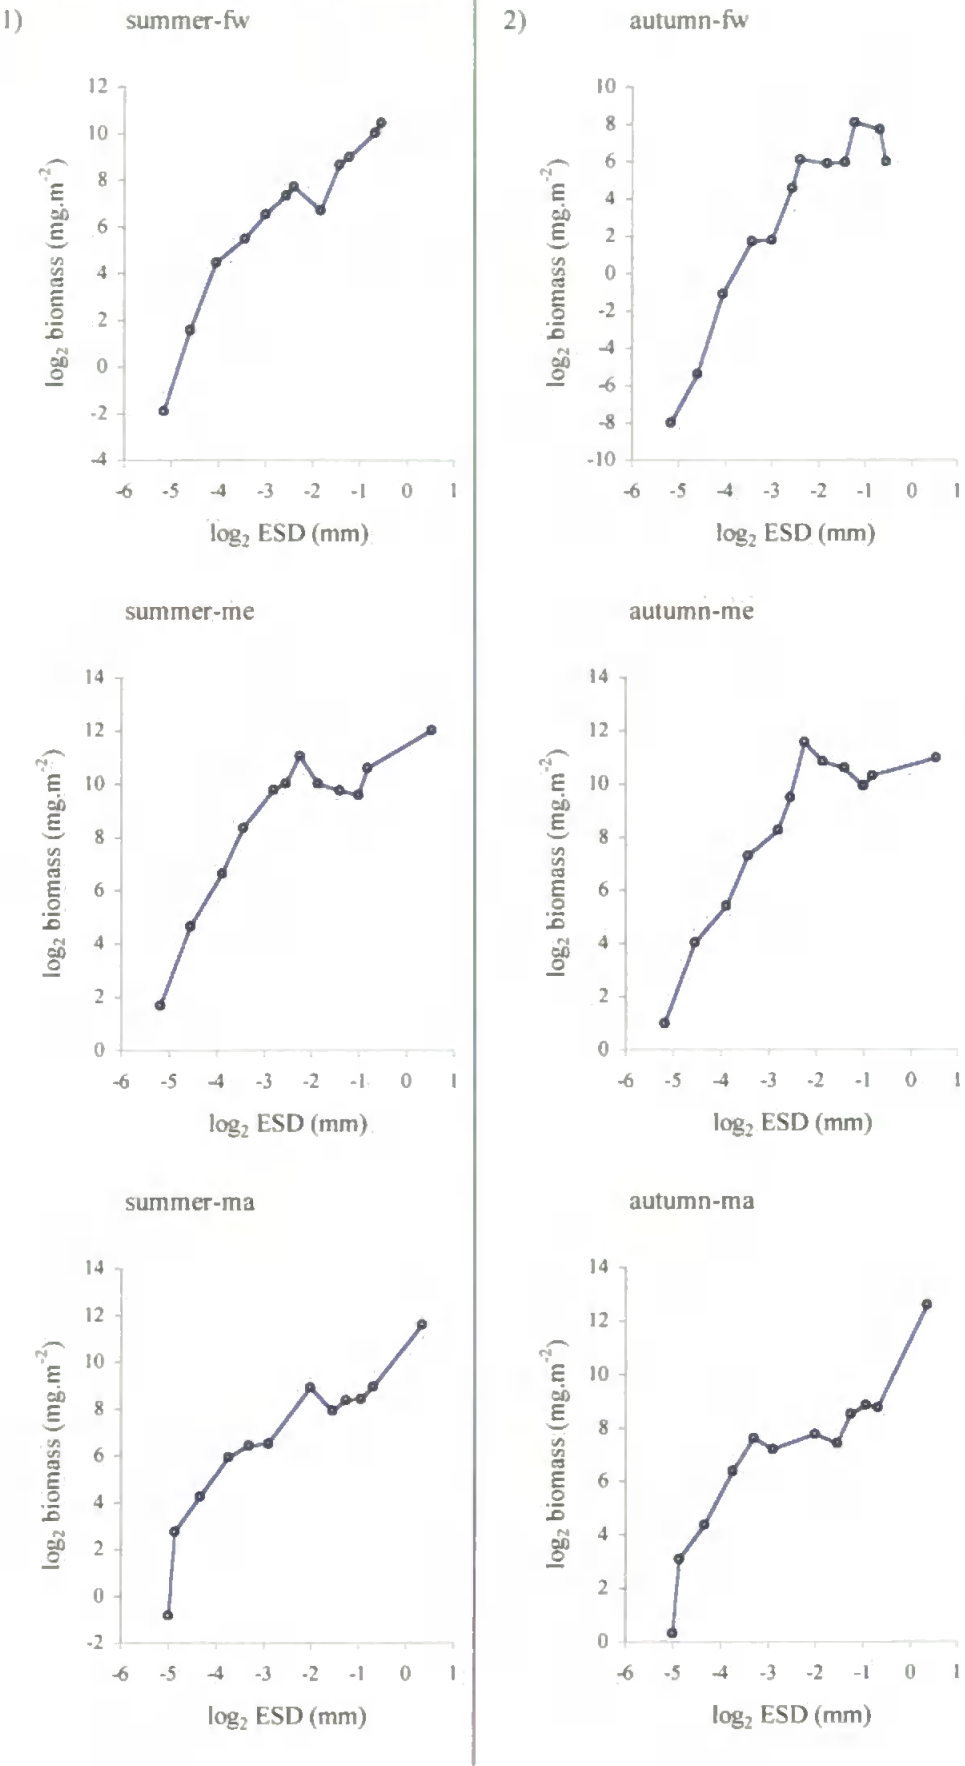 1) summer-fw
12
10
8
6
4
2
0
-2
-4
log₂ biomass (mg.m⁻²)
-6 -5 -4 -3 -2 -1 0 1
log₂ ESD (mm)
summer-me
14
12
10
8
6
4
2
0
log₂ biomass (mg.m⁻²)
-6 -5 -4 -3 -2 -1 0 1
log₂ ESD (mm)
summer-ma
14
12
10
8
6
4
2
0
-2
log₂ biomass (mg.m⁻²)
-6 -5 -4 -3 -2 -1 0 1
log₂ ESD (mm)
2) autumn-fw
10
8
6
4
2
0
-2
-4
-6
-8
-10
log₂ biomass (mg.m⁻²)
-6 -5 -4 -3 -2 -1 0 1
log₂ ESD (mm)
autumn-me
14
12
10
8
6
4
2
0
log₂ biomass (mg.m⁻²)
-6 -5 -4 -3 -2 -1 0 1
log₂ ESD (mm)
autumn-ma
14
12
10
8
6
4
2
0
log₂ biomass (mg.m⁻²)
-6 -5 -4 -3 -2 -1 0 1
log₂ ESD (mm)